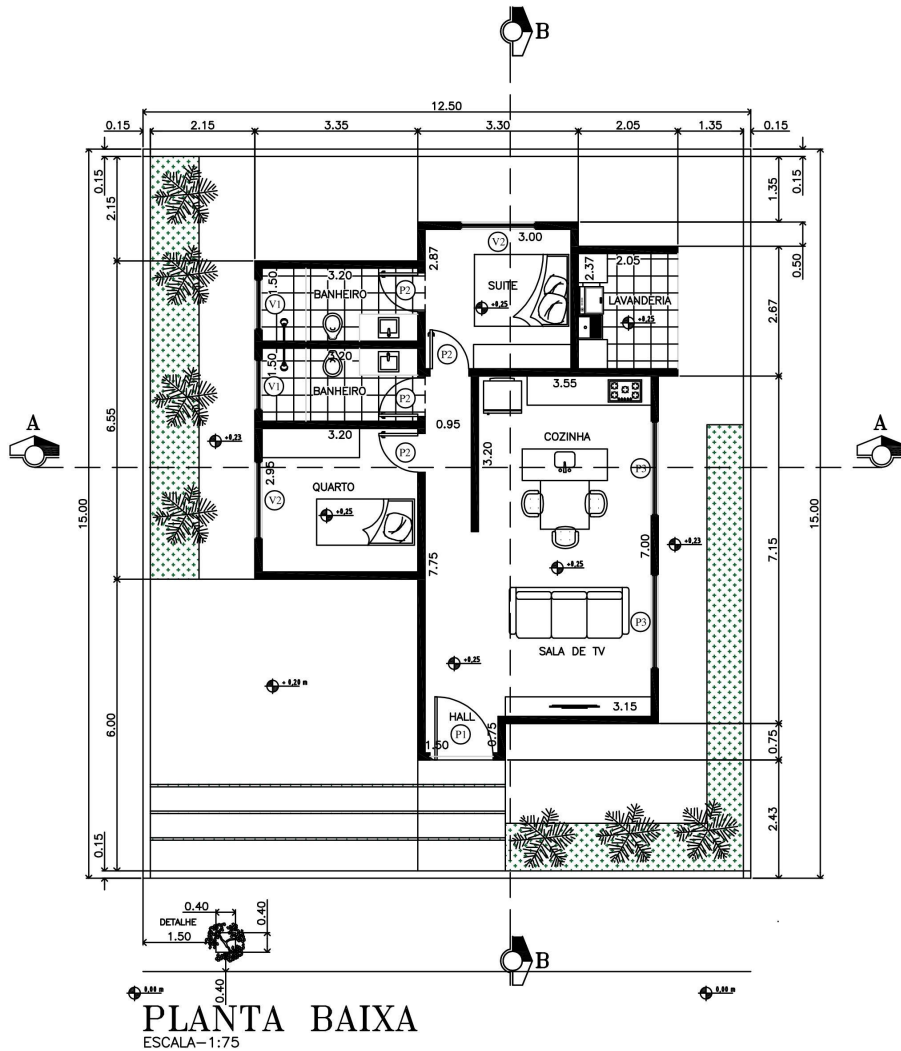 B
12.50
0.15 2.15 3.35 3.30 2.05 1.35 0.15
0.15
2.15
1.35
0.15
0.50
V2
3.00
2.87
SUITE
+0,25
2.37
2.05
LAVANDERIA
+0,25
2.67
1.50
3.20
BANHEIRO
V1
P2
P2
1.50
3.20
BANHEIRO
V1
P2
0.95
3.55
6.55
A
A
+0,23
3.20
P2
2.95
V2
QUARTO
+0,25
3.20
COZINHA
P3
15.00
15.00
7.00
+0,23
7.15
7.75
+0,25
P3
SALA DE TV
+0,25
+ 0,20 m
3.15
HALL
P1
1.50
0.75
0.75
6.00
2.43
0.15
0.40
DETALHE
0.40
1.50
0.40
B
0,00 m
0,00 m
PLANTA BAIXA
ESCALA-1:75